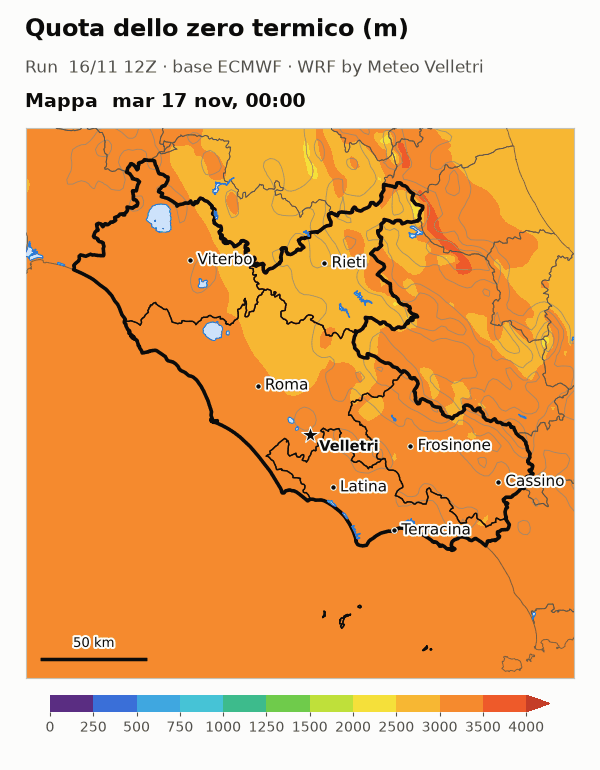 Quota dello zero termico (m)
Run  16/11 12Z · base ECMWF · WRF by Meteo Velletri
Mappa  mar 17 nov, 00:00
Viterbo
Rieti
Roma
Velletri
Frosinone
Latina
Cassino
Terracina
50 km
0 250 500 750 1000 1250 1500 2000 2500 3000 3500 4000